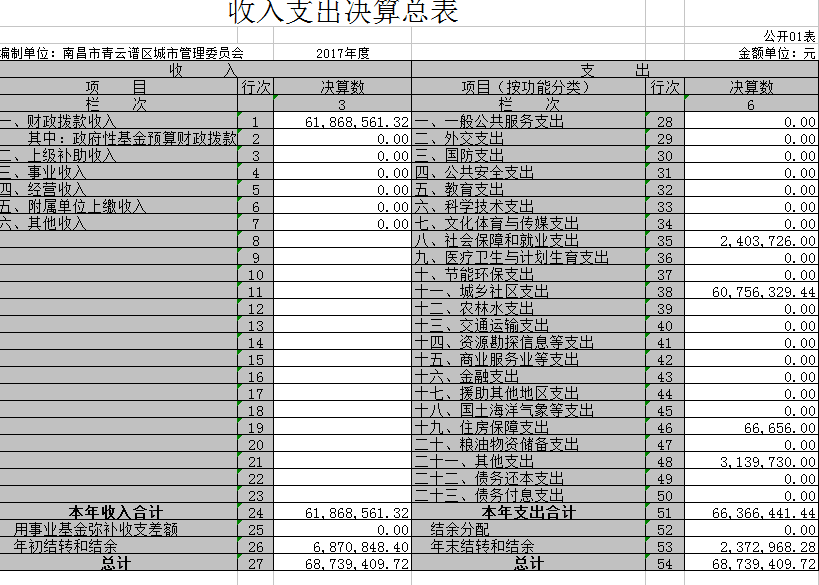 收入支出决算总表
公开01表
编制单位：南昌市青云谱区城市管理委员会 2017年度 金额单位：元
收 入 支 出
项 目 行次 决算数 项目（按功能分类） 行次 决算数
栏 次 3 栏 次 6
一、财政拨款收入 1 61,868,561.32 一、一般公共服务支出 28 0.00
其中：政府性基金预算财政拨款 2 0.00 二、外交支出 29 0.00
二、上级补助收入 3 0.00 三、国防支出 30 0.00
三、事业收入 4 0.00 四、公共安全支出 31 0.00
四、经营收入 5 0.00 五、教育支出 32 0.00
五、附属单位上缴收入 6 0.00 六、科学技术支出 33 0.00
六、其他收入 7 0.00 七、文化体育与传媒支出 34 0.00
8 八、社会保障和就业支出 35 2,403,726.00
9 九、医疗卫生与计划生育支出 36 0.00
10 十、节能环保支出 37 0.00
11 十一、城乡社区支出 38 60,756,329.44
12 十二、农林水支出 39 0.00
13 十三、交通运输支出 40 0.00
14 十四、资源勘探信息等支出 41 0.00
15 十五、商业服务业等支出 42 0.00
16 十六、金融支出 43 0.00
17 十七、援助其他地区支出 44 0.00
18 十八、国土海洋气象等支出 45 0.00
19 十九、住房保障支出 46 66,656.00
20 二十、粮油物资储备支出 47 0.00
21 二十一、其他支出 48 3,139,730.00
22 二十二、债务还本支出 49 0.00
23 二十三、债务付息支出 50 0.00
本年收入合计 24 61,868,561.32 本年支出合计 51 66,366,441.44
用事业基金弥补收支差额 25 0.00 结余分配 52 0.00
年初结转和结余 26 6,870,848.40 年末结转和结余 53 2,372,968.28
总计 27 68,739,409.72 总计 54 68,739,409.72